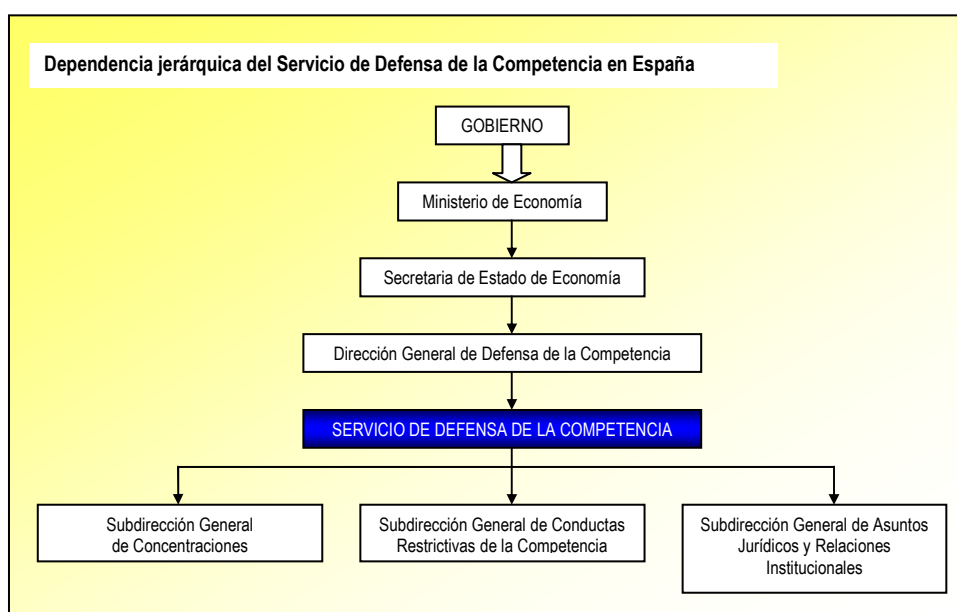 Dependencia jerárquica del Servicio de Defensa de la Competencia en España
GOBIERNO
Ministerio de Economía
Secretaria de Estado de Economía
Dirección General de Defensa de la Competencia
SERVICIO DE DEFENSA DE LA COMPETENCIA
Subdirección General
de Concentraciones
Subdirección General de Conductas
Restrictivas de la Competencia
Subdirección General de Asuntos
Jurídicos y Relaciones
Institucionales